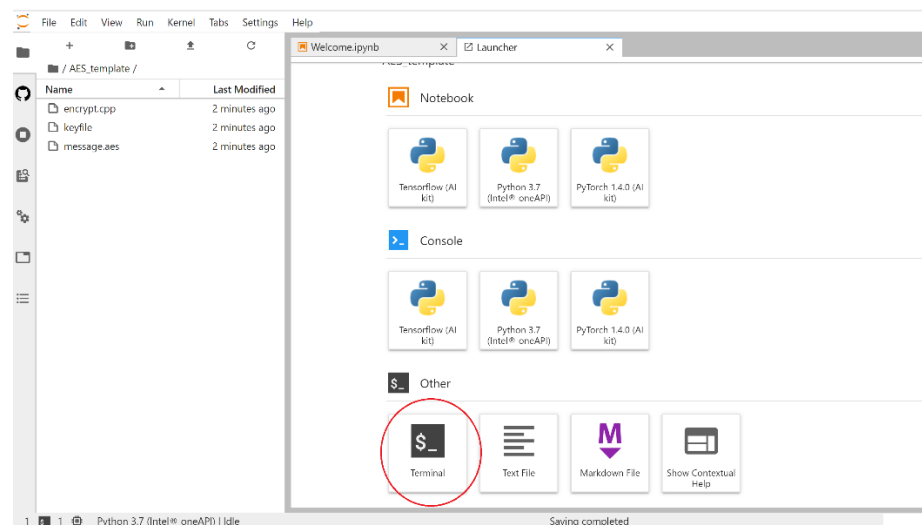 File Edit View Run Kernel Tabs Settings Help
Welcome.ipynb
Launcher
/ AES_template /
Name Last Modified
encrypt.cpp 2 minutes ago
keyfile 2 minutes ago
message.aes 2 minutes ago
AES_template
Notebook
Tensorflow (AI
kit)
Python 3.7
(Intel® oneAPI)
PyTorch 1.4.0 (AI
kit)
Console
Tensorflow (AI
kit)
Python 3.7
(Intel® oneAPI)
PyTorch 1.4.0 (AI
kit)
$_ Other
$_
Terminal
Text File
Markdown File
Show Contextual
Help
1 $_ 1 Python 3.7 (Intel® oneAPI) | Idle Saving completed